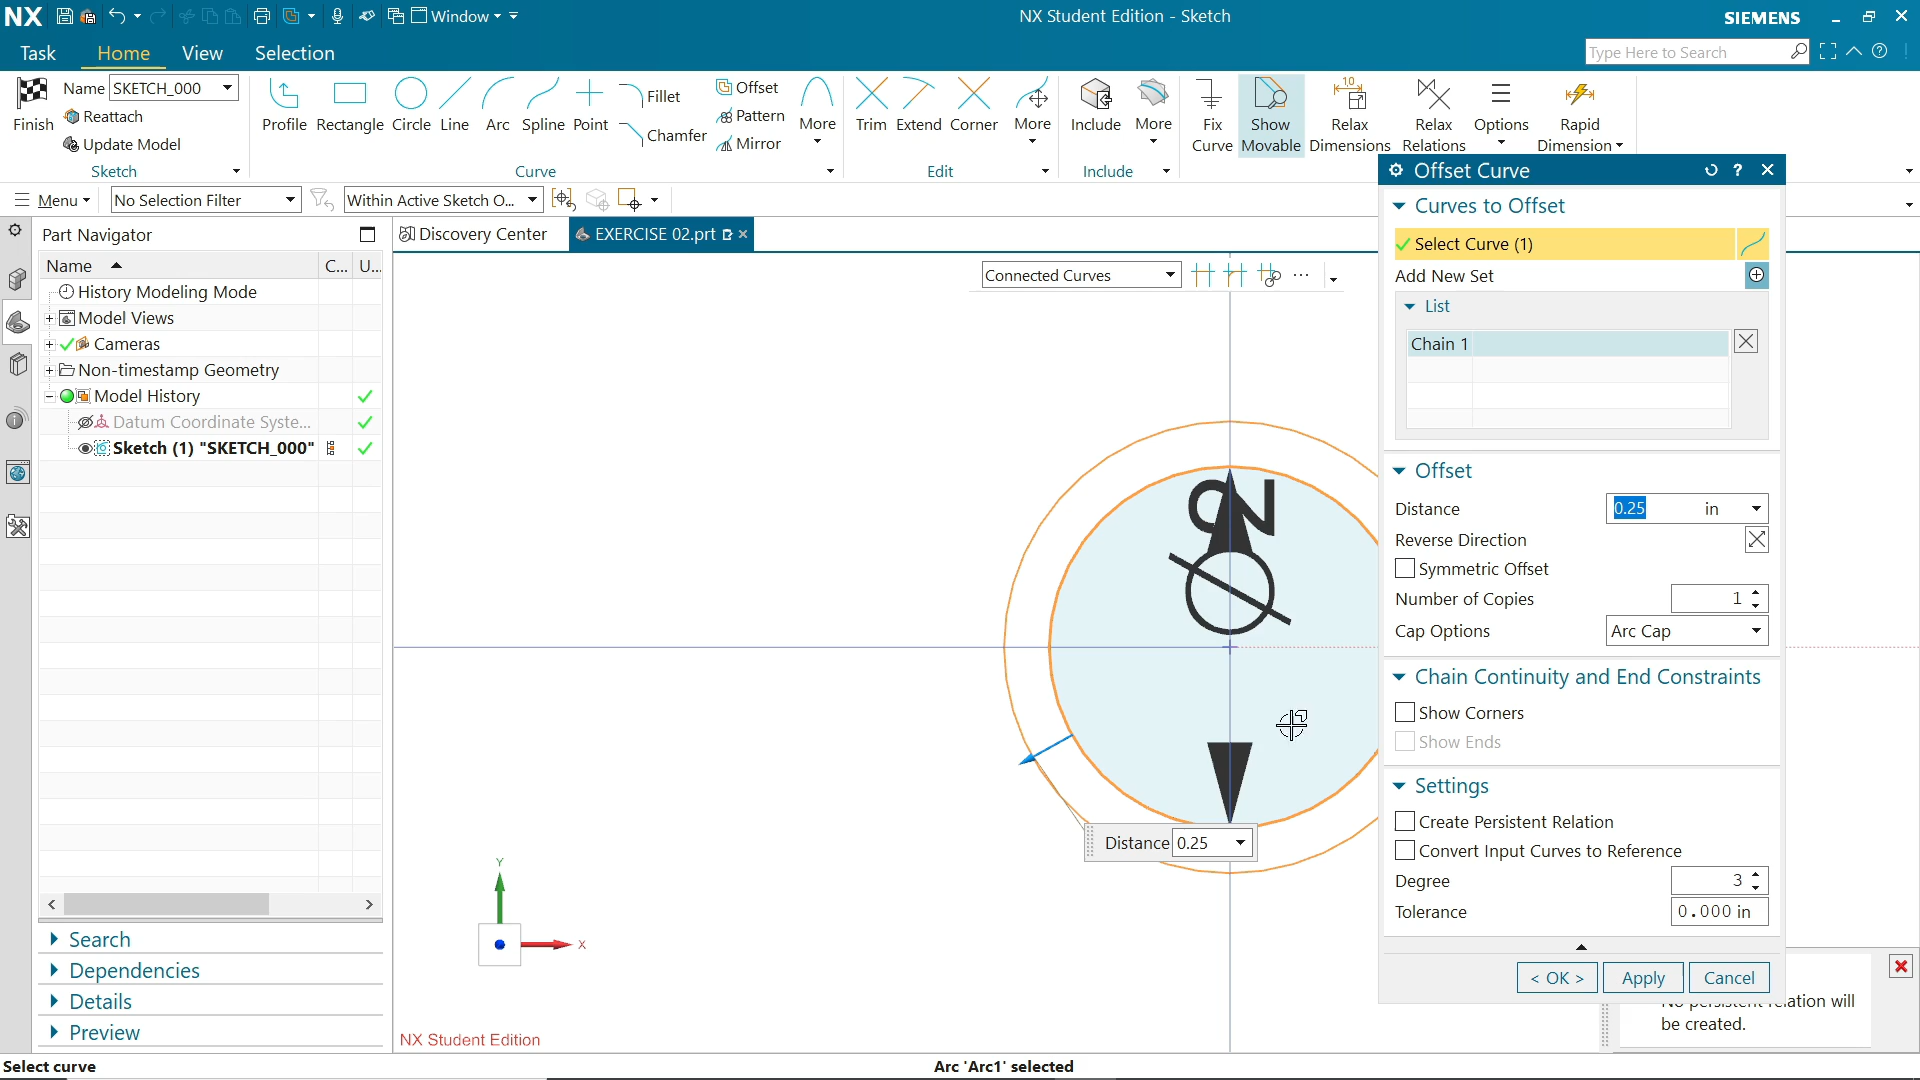 NX
Window
NX Student Edition - Sketch
SIEMENS
Task
Home
View
Selection
Type Here to Search
Finish
Name SKETCH_000
Reattach
Update Model
Sketch
Profile
Rectangle
Circle
Line
Arc
Spline
Point
Fillet
Chamfer
Offset
Pattern
Mirror
More
Curve
Trim
Extend
Corner
More
Edit
Include
More
Include
Fix
Curve
Show
Movable
Relax
Dimensions
Relax
Relations
Options
Rapid
Dimension
Menu
No Selection Filter
Within Active Sketch O...
Part Navigator
Discovery Center
EXERCISE 02.prt
Name
C...
U...
History Modeling Mode
Model Views
Cameras
Non-timestamp Geometry
Model History
Datum Coordinate Syste...
Sketch (1) "SKETCH_000"
Search
Dependencies
Details
Preview
Connected Curves
Distance 0.25
Y
X
NX Student Edition
Offset Curve
Curves to Offset
Select Curve (1)
Add New Set
List
Chain 1
Offset
Distance 0.25 in
Reverse Direction
Symmetric Offset
Number of Copies 1
Cap Options Arc Cap
Chain Continuity and End Constraints
Show Corners
Show Ends
Settings
Create Persistent Relation
Convert Input Curves to Reference
Degree 3
Tolerance 0.000 in
< OK >
Apply
Cancel
No persistent relation will
be created.
Select curve
Arc 'Arc1' selected